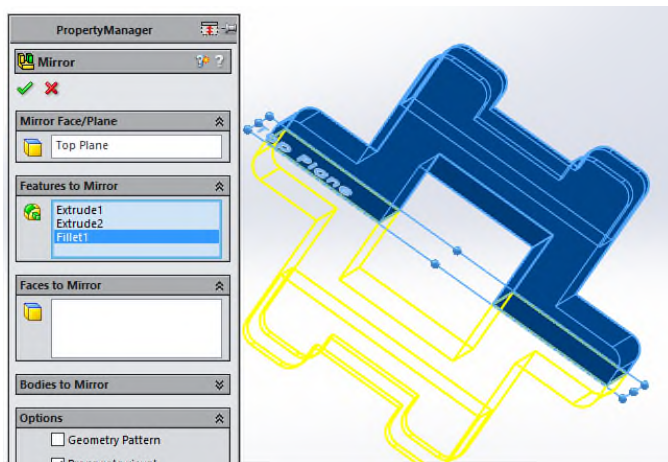 PropertyManager
Mirror
?
Mirror Face/Plane
Top Plane
Features to Mirror
Extrude1
Extrude2
Fillet1
Faces to Mirror
Bodies to Mirror
Options
Geometry Pattern
Top Plane